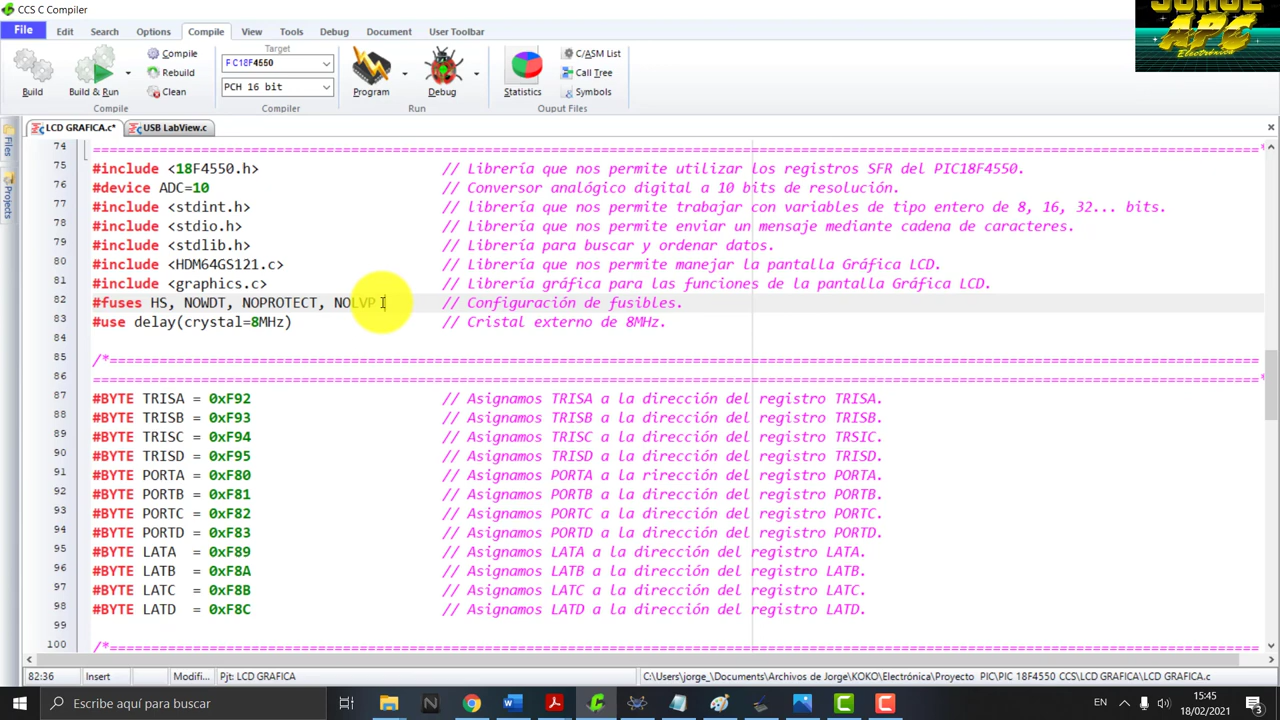 CCS C Compiler
JORGE
APC
Electrónica
File Edit Search Options Compile View Tools Debug Document User Toolbar
Compile
Rebuild
Clean
Build
Build & Run
Compile
Target
PIC18F4550
PCH 16 bit
Compiler
Program
Debug
Run
Statistics
C/ASM List
Call Tree
Symbols
Ouput Files
LCD GRAFICA.c*
USB LabView.c
Files
Projects
74 =====================================================================================*
75 #include <18F4550.h> // Librería que nos permite utilizar los registros SFR del PIC18F4550.
76 #device ADC=10 // Conversor analógico digital a 10 bits de resolución.
77 #include <stdint.h> // librería que nos permite trabajar con variables de tipo entero de 8, 16, 32... bits.
78 #include <stdio.h> // Librería que nos permite enviar un mensaje mediante cadena de caracteres.
79 #include <stdlib.h> // Librería para buscar y ordenar datos.
80 #include <HDM64GS121.c> // Librería que nos permite manejar la pantalla Gráfica LCD.
81 #include <graphics.c> // Librería gráfica para las funciones de la pantalla Gráfica LCD.
82 #fuses HS, NOWDT, NOPROTECT, NOLVP // Configuración de fusibles.
83 #use delay(crystal=8MHz) // Cristal externo de 8MHz.
84
85 /*=====================================================================================
86 =====================================================================================*
87 #BYTE TRISA = 0xF92 // Asignamos TRISA a la dirección del registro TRISA.
88 #BYTE TRISB = 0xF93 // Asignamos TRISB a la dirección del registro TRISB.
89 #BYTE TRISC = 0xF94 // Asignamos TRISC a la dirección del registro TRSIC.
90 #BYTE TRISD = 0xF95 // Asignamos TRISD a la dirección del registro TRISD.
91 #BYTE PORTA = 0xF80 // Asignamos PORTA a la rirección del registro PORTA.
92 #BYTE PORTB = 0xF81 // Asignamos PORTB a la dirección del registro PORTB.
93 #BYTE PORTC = 0xF82 // Asignamos PORTC a la dirección del registro PORTC.
94 #BYTE PORTD = 0xF83 // Asignamos PORTD a la dirección del registro PORTD.
95 #BYTE LATA = 0xF89 // Asignamos LATA a la dirección del registro LATA.
96 #BYTE LATB = 0xF8A // Asignamos LATB a la dirección del registro LATB.
97 #BYTE LATC = 0xF8B // Asignamos LATC a la dirección del registro LATC.
98 #BYTE LATD = 0xF8C // Asignamos LATD a la dirección del registro LATD.
99
100 /*=====================================================================================
82:36 Insert Modifi... Pjt: LCD GRAFICA C:\Users\jorge_\Documents\Archivos de Jorge\KOKO\Electrónica\Proyecto PIC\PIC 18F4550 CCS\LCD GRAFICA\LCD GRAFICA.c
Escribe aquí para buscar
EN
15:45
18/02/2021
3